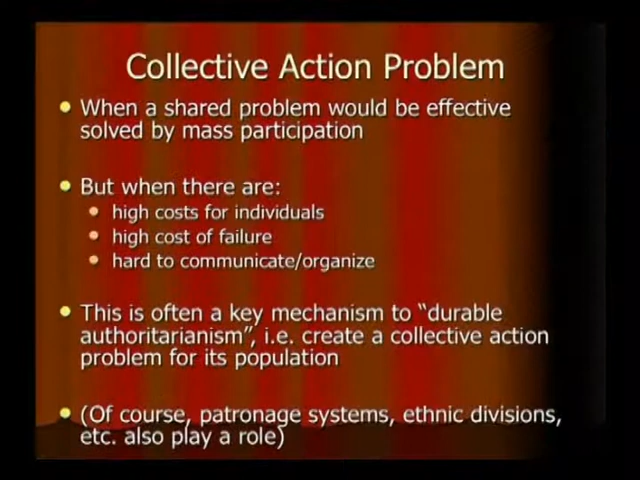 Collective Action Problem
When a shared problem would be effective
solved by mass participation
But when there are:
high costs for individuals
high cost of failure
hard to communicate/organize
This is often a key mechanism to “durable
authoritarianism”, i.e. create a collective action
problem for its population
(Of course, patronage systems, ethnic divisions,
etc. also play a role)